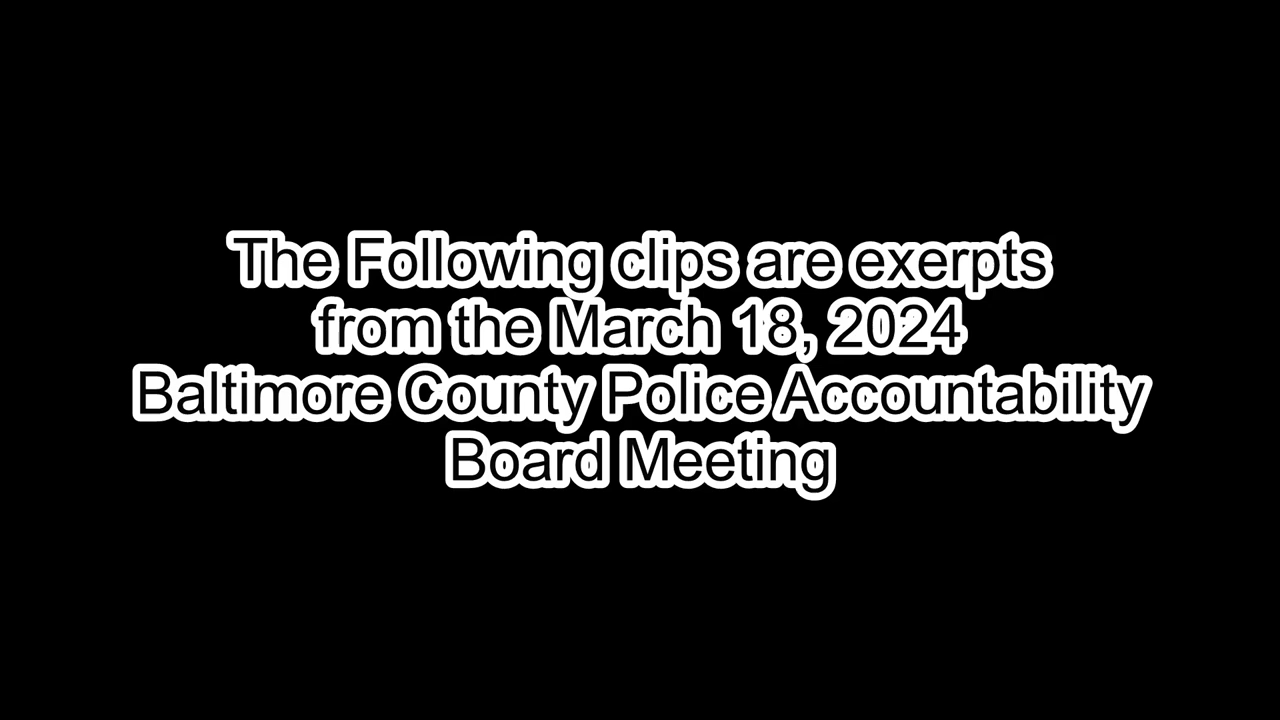 The Following clips are exerpts
from the March 18, 2024
Baltimore County Police Accountability
Board Meeting